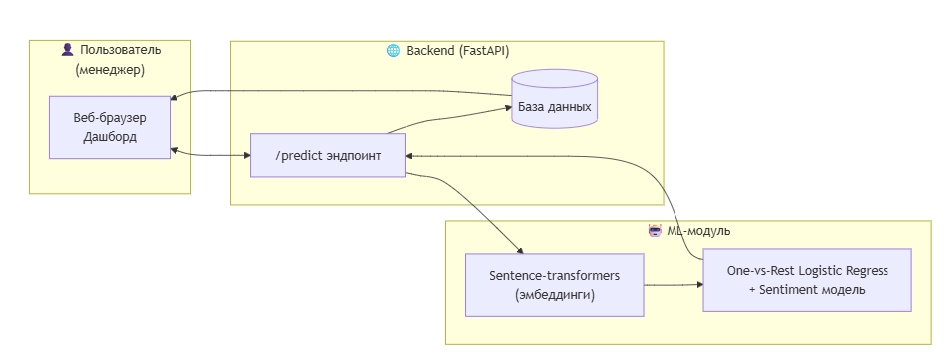 Пользователь
(менеджер)
Веб-браузер
Дашборд
Backend (FastAPI)
База данных
/predict эндпоинт
ML-модуль
Sentence-transformers
(эмбеддинги)
One-vs-Rest Logistic Regress
+ Sentiment модель